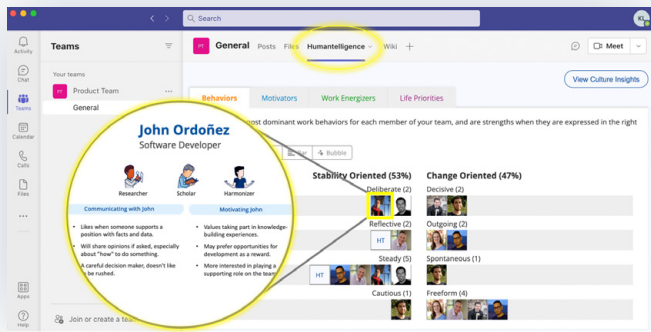 Search
KL
Activity
Chat
Teams
Calendar
Calls
Files
Apps
Help
Teams
Your teams
PT Product Team ...
General
Join or create a team
PT General Posts Files Humantelligence Wiki +
Meet
View Culture Insights
Behaviors Motivators Work Energizers Life Priorities
most dominant work behaviors for each member of your team, and are strengths when they are expressed in the right
Bubble
Stability Oriented (53%) Change Oriented (47%)
Deliberate (2) Decisive (2)
Reflective (2) Outgoing (2)
HT
Steady (5) Spontaneous (1)
HT
Cautious (1) Freeform (4)
John Ordoñez
Software Developer
Researcher Scholar Harmonizer
Communicating with John
Likes when someone supports a
position with facts and data.
Will share opinions if asked, especially
about "how" to do something.
A careful decision maker, doesn't like
to be rushed.
Motivating John
Values taking part in knowledge-
building experiences.
May prefer opportunities for
development as a reward.
More interested in playing a
supporting role on the team